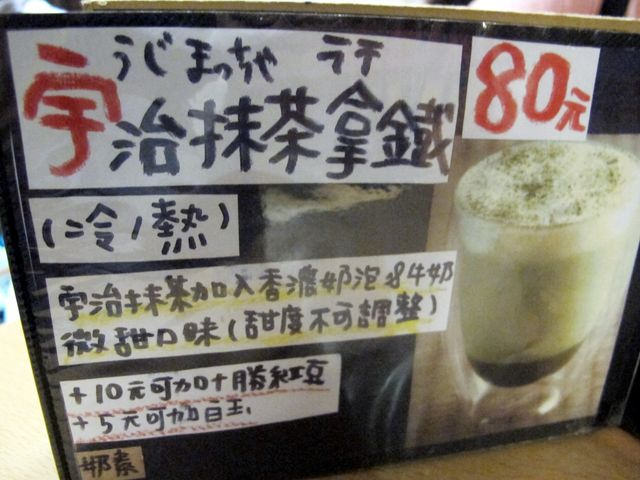 うじ まっちゃ ラテ
宇治抹茶拿鐵
80元
(冷/熱)
宇治抹茶加入香濃奶泡&牛奶
微甜口味(甜度不可調整)
+10元可加十勝紅豆
+5元可加白玉
奶素